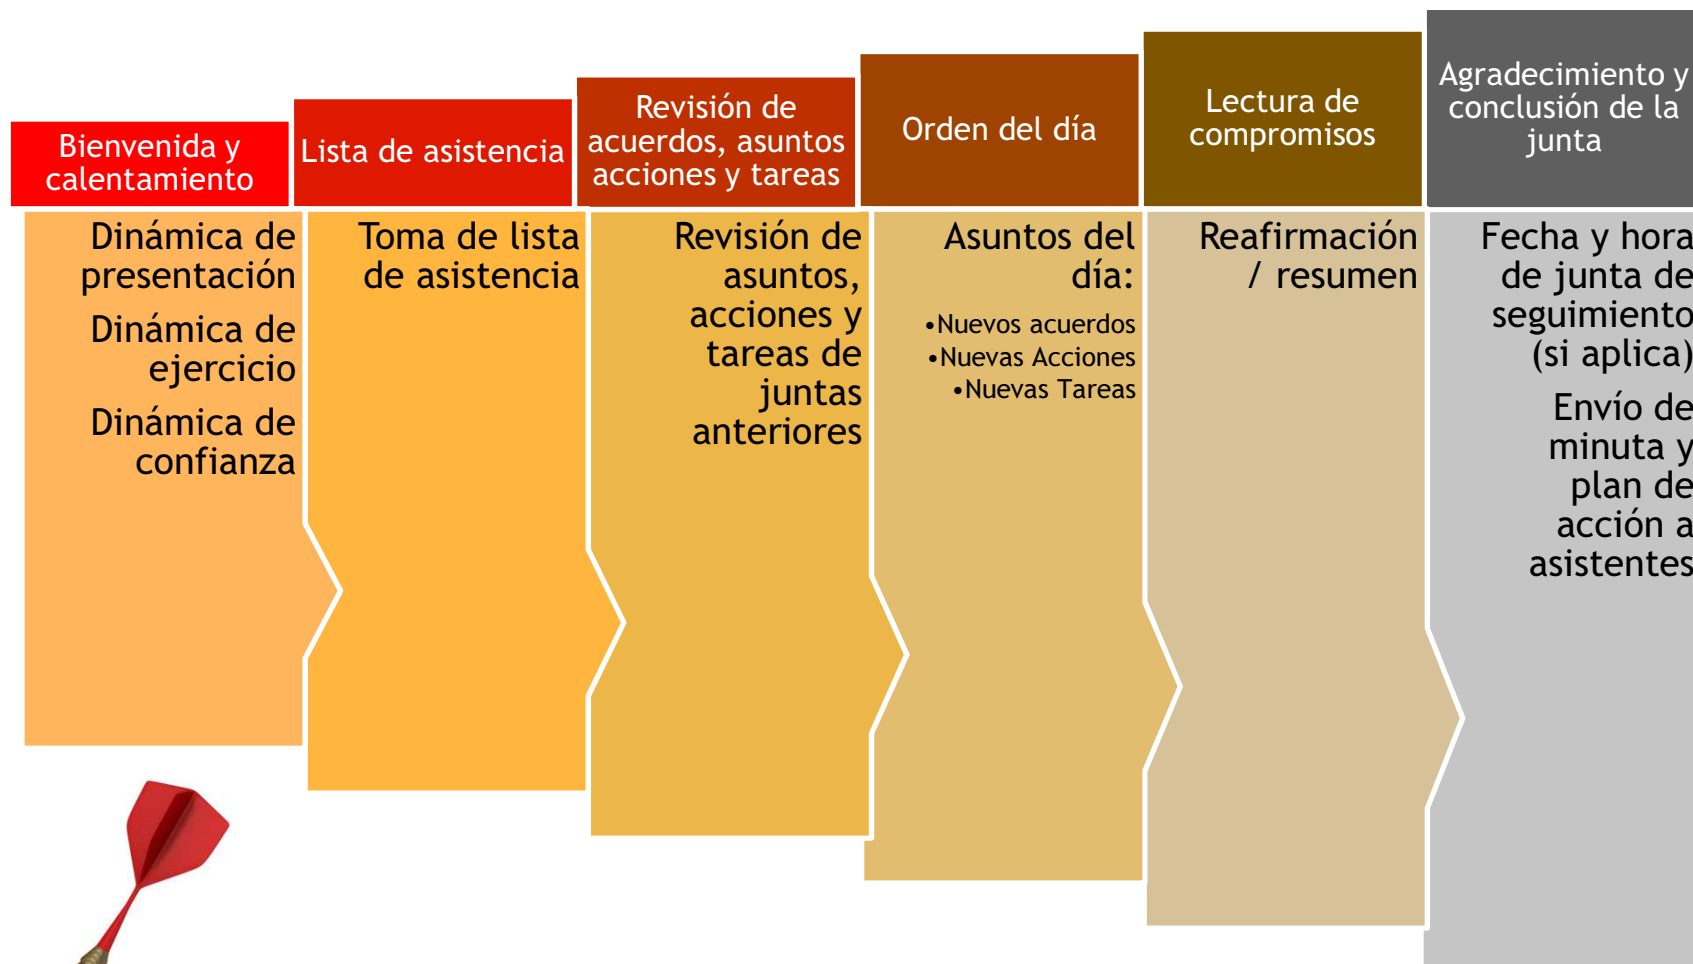 Bienvenida y
calentamiento
Dinámica de
presentación
Dinámica de
ejercicio
Dinámica de
confianza
Lista de asistencia
Toma de lista
de asistencia
Revisión de
acuerdos, asuntos
acciones y tareas
Revisión de
asuntos,
acciones y
tareas de
juntas
anteriores
Orden del día
Asuntos del
día:
•Nuevos acuerdos
•Nuevas Acciones
•Nuevas Tareas
Lectura de
compromisos
Reafirmación
/ resumen
Agradecimiento y
conclusión de la
junta
Fecha y hora
de junta de
seguimiento
(si aplica)
Envío de
minuta y
plan de
acción a
asistentes